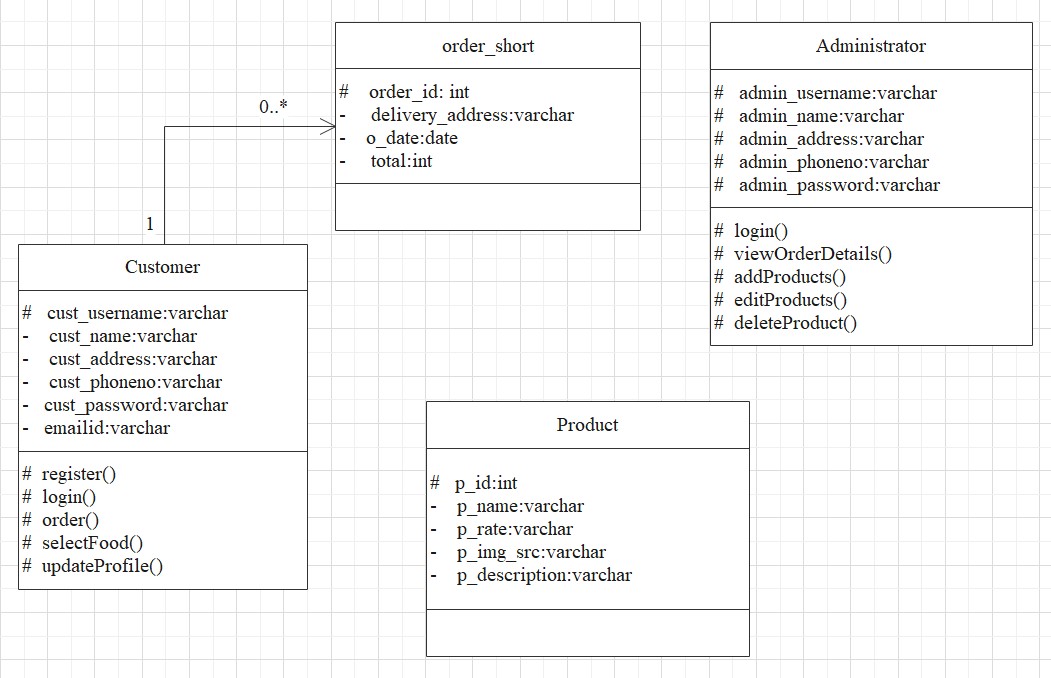 order_short
# order_id: int
- delivery_address:varchar
- o_date:date
- total:int
0..*
1
Customer
# cust_username:varchar
- cust_name:varchar
- cust_address:varchar
- cust_phoneno:varchar
- cust_password:varchar
- emailid:varchar
# register()
# login()
# order()
# selectFood()
# updateProfile()
Administrator
# admin_username:varchar
# admin_name:varchar
# admin_address:varchar
# admin_phoneno:varchar
# admin_password:varchar
# login()
# viewOrderDetails()
# addProducts()
# editProducts()
# deleteProduct()
Product
# p_id:int
- p_name:varchar
- p_rate:varchar
- p_img_src:varchar
- p_description:varchar